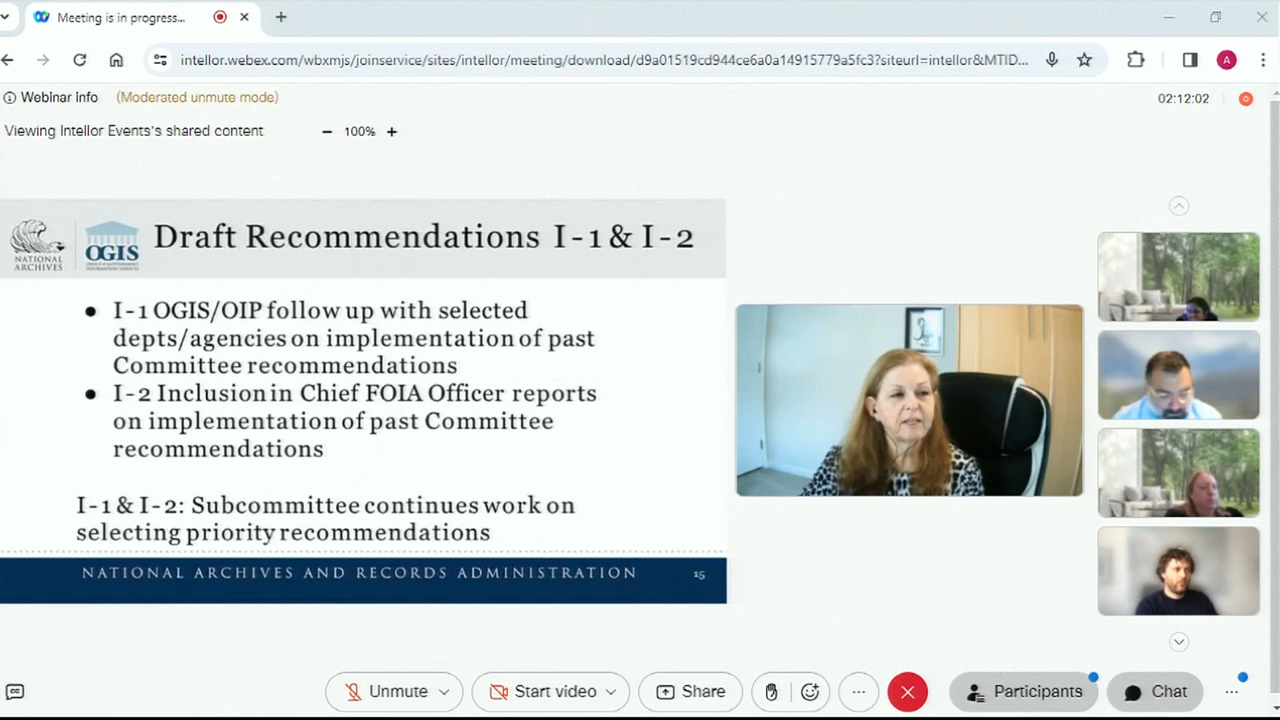 Meeting is in progress...
intellor.webex.com/wbxmjs/joinservice/sites/intellor/meeting/download/d9a01519cd944ce6a0a14915779a5fc3?siteurl=intellor&MTID...
A
Webinar Info (Moderated unmute mode)
02:12:02
Viewing Intellor Events's shared content
100%
NATIONAL
ARCHIVES
OGIS
Draft Recommendations I-1 & I-2
● I-1 OGIS/OIP follow up with selected
depts/agencies on implementation of past
Committee recommendations
● I-2 Inclusion in Chief FOIA Officer reports
on implementation of past Committee
recommendations
I-1 & I-2: Subcommittee continues work on
selecting priority recommendations
NATIONAL ARCHIVES AND RECORDS ADMINISTRATION
15
Unmute
Start video
Share
Participants
Chat